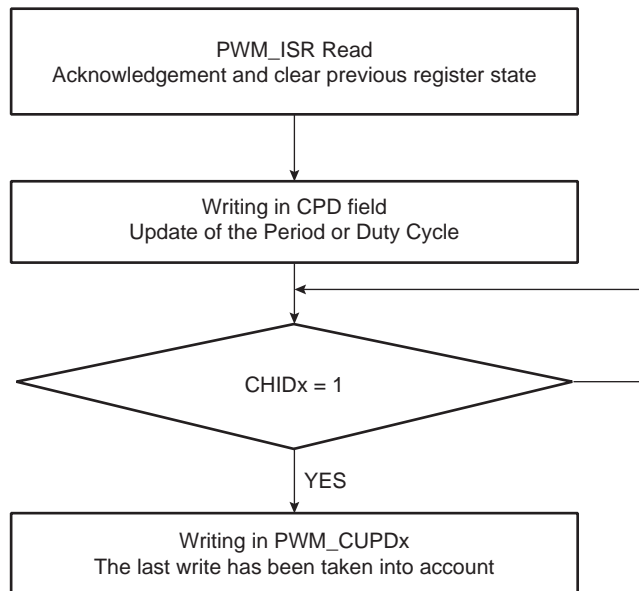 PWM_ISR Read
Acknowledgement and clear previous register state
Writing in CPD field
Update of the Period or Duty Cycle
CHIDx = 1
YES
Writing in PWM_CUPDx
The last write has been taken into account